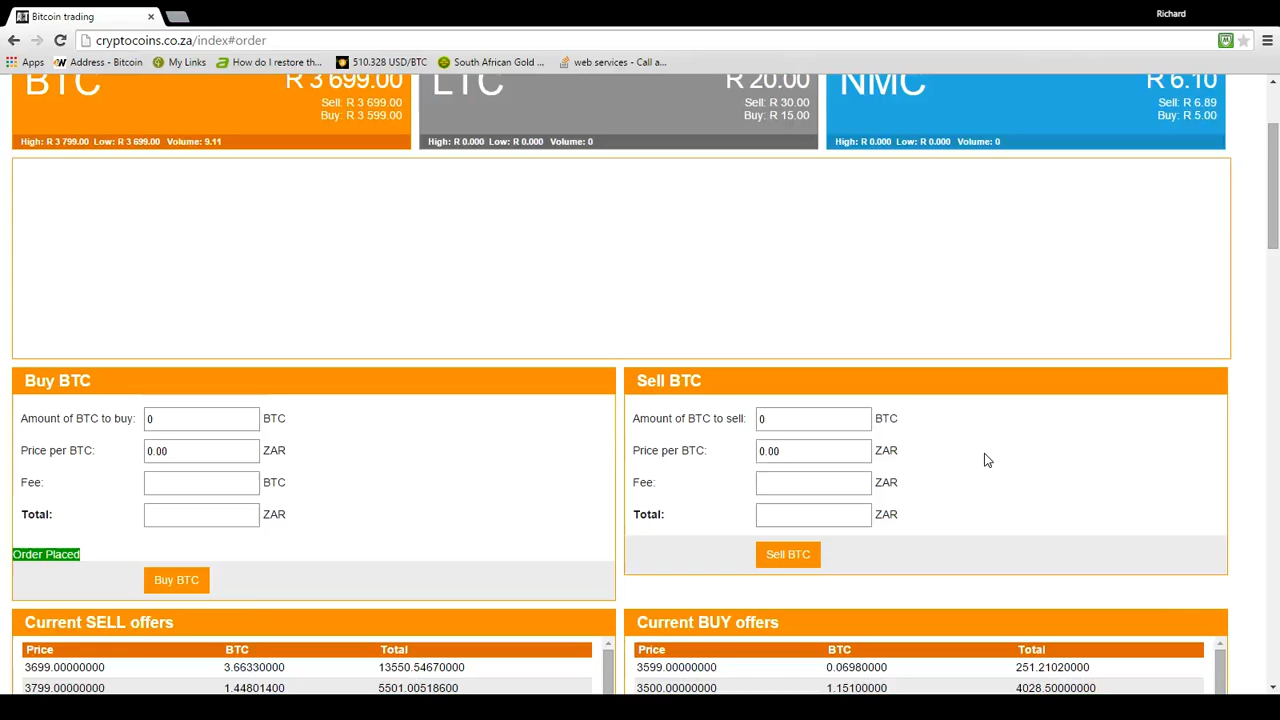 Bitcoin trading
Richard
cryptocoins.co.za/index#order
Apps Address - Bitcoin My Links How do I restore th... 510.328 USD/BTC South African Gold ... web services - Call a...
BTC R 3 699.00
Sell: R 3 699.00
Buy: R 3 599.00
High: R 3 799.00 Low: R 3 699.00 Volume: 9.11
LTC R 20.00
Sell: R 30.00
Buy: R 15.00
High: R 0.000 Low: R 0.000 Volume: 0
NMC R 6.10
Sell: R 6.89
Buy: R 5.00
High: R 0.000 Low: R 0.000 Volume: 0
Buy BTC
Amount of BTC to buy: 0 BTC
Price per BTC: 0.00 ZAR
Fee: BTC
Total: ZAR
Order Placed
Buy BTC
Sell BTC
Amount of BTC to sell: 0 BTC
Price per BTC: 0.00 ZAR
Fee: ZAR
Total: ZAR
Sell BTC
Current SELL offers
Price BTC Total
3699.00000000 3.66330000 13550.54670000
3799.00000000 1.44801400 5501.00518600
Current BUY offers
Price BTC Total
3599.00000000 0.06980000 251.21020000
3500.00000000 1.15100000 4028.50000000